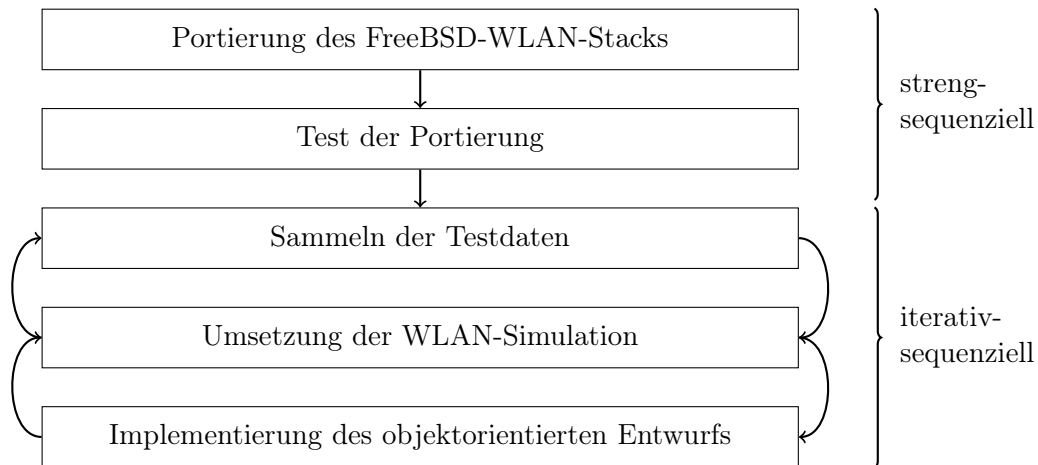 Portierung des FreeBSD-WLAN-Stacks
Test der Portierung
streng-
sequenziell
Sammeln der Testdaten
Umsetzung der WLAN-Simulation
Implementierung des objektorientierten Entwurfs
iterativ-
sequenziell